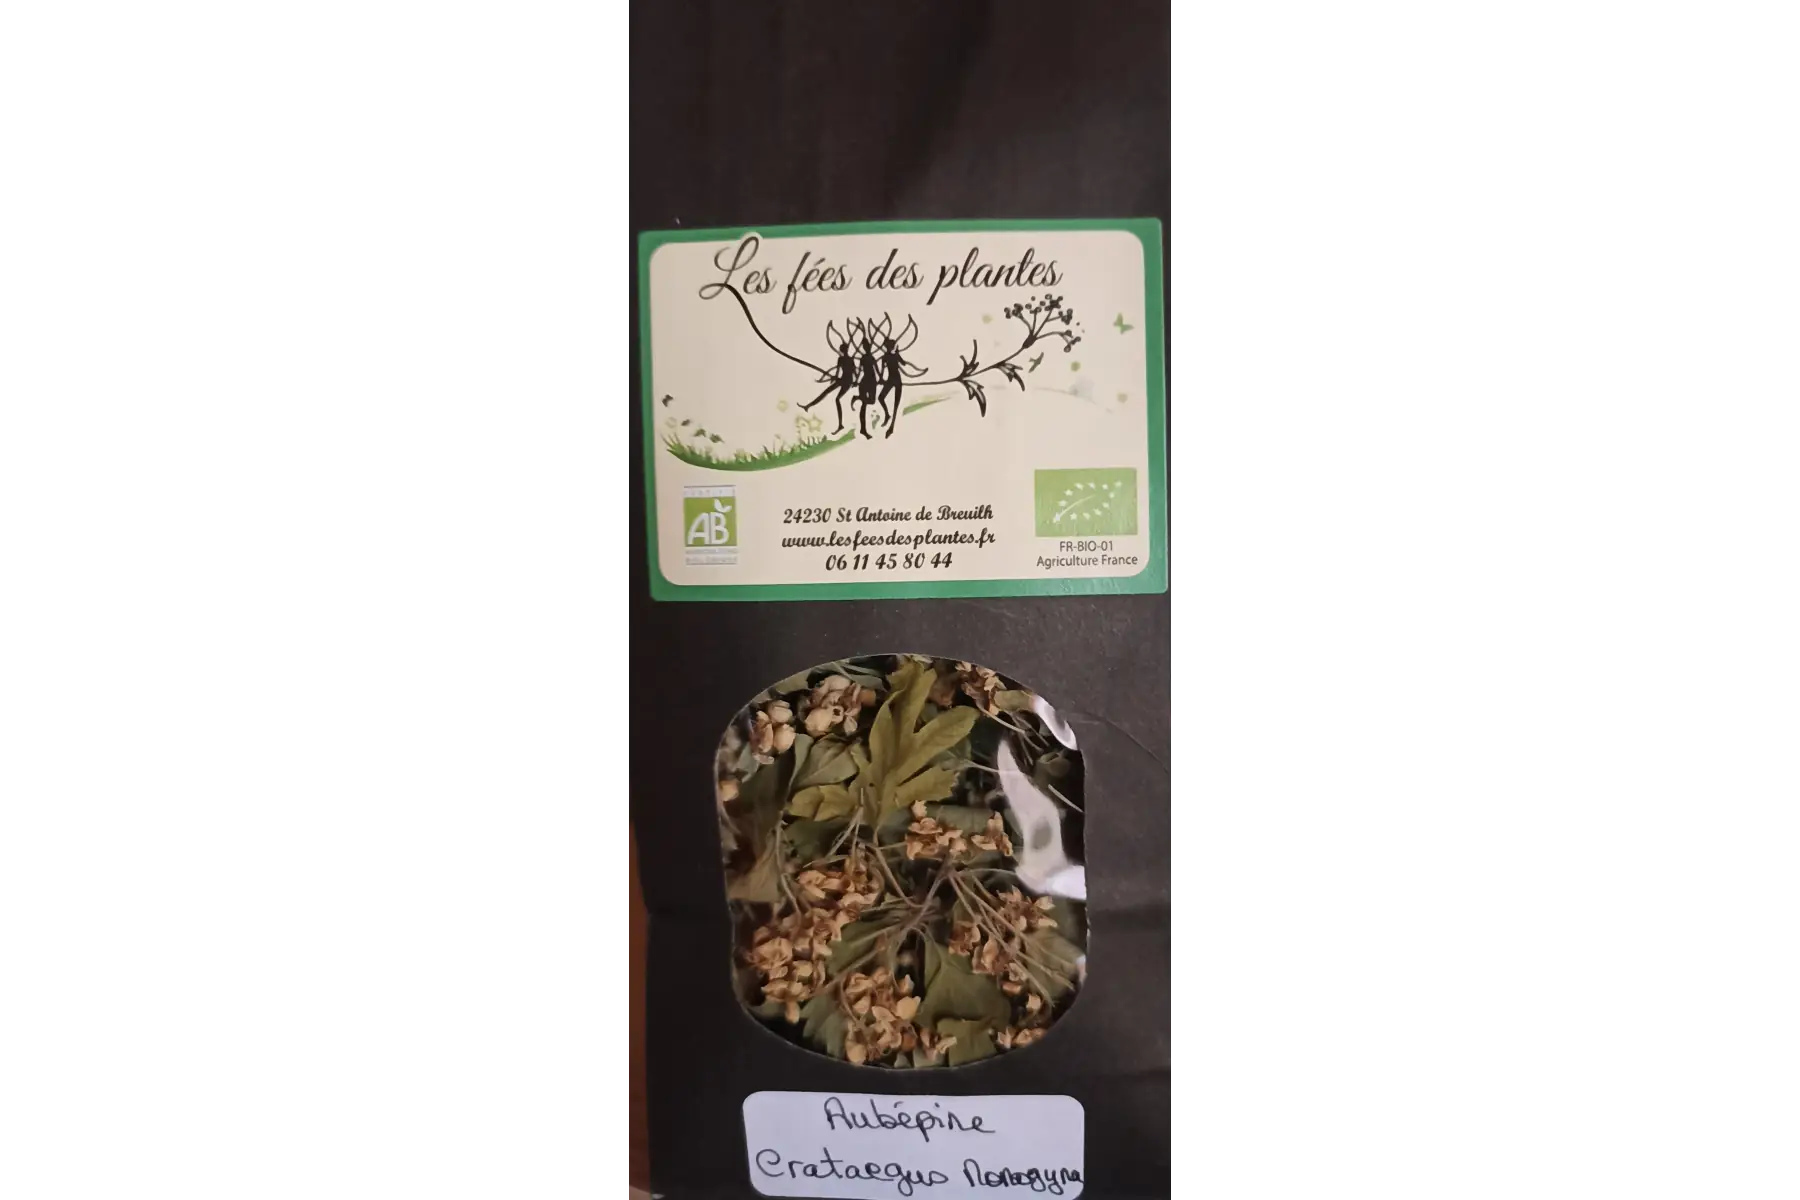 Les fées des plantes
AB
24230 St Antoine de Breuilh
www.lesfeesdesplantes.fr
06 11 45 80 44
FR-BIO-01
Agriculture France
Aubépine
Crataegus Monogyna